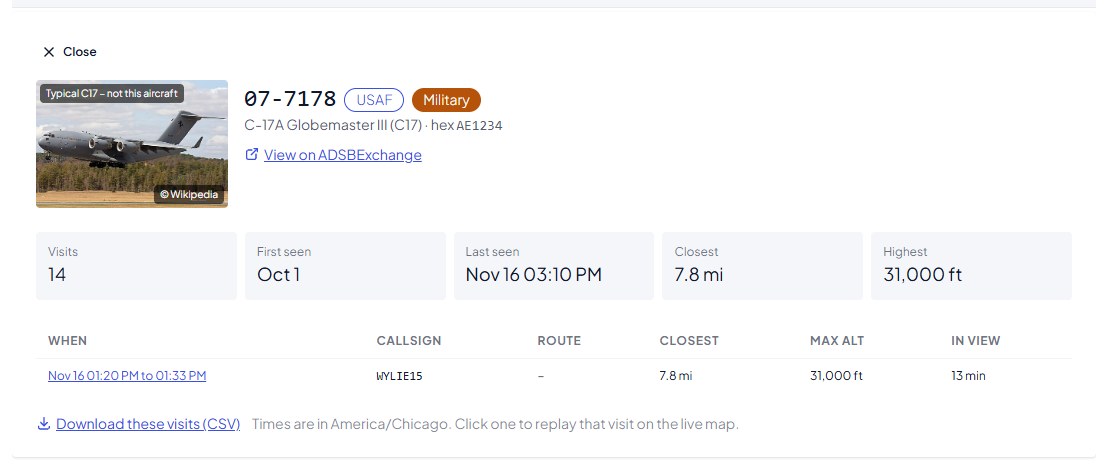 Close
Typical C17 – not this aircraft
© Wikipedia
07-7178 USAF Military
C-17A Globemaster III (C17) · hex AE1234
View on ADSBExchange
Visits
14
First seen
Oct 1
Last seen
Nov 16 03:10 PM
Closest
7.8 mi
Highest
31,000 ft
WHEN CALLSIGN ROUTE CLOSEST MAX ALT IN VIEW
Nov 16 01:20 PM to 01:33 PM WYLIE15 – 7.8 mi 31,000 ft 13 min
Download these visits (CSV) Times are in America/Chicago. Click one to replay that visit on the live map.